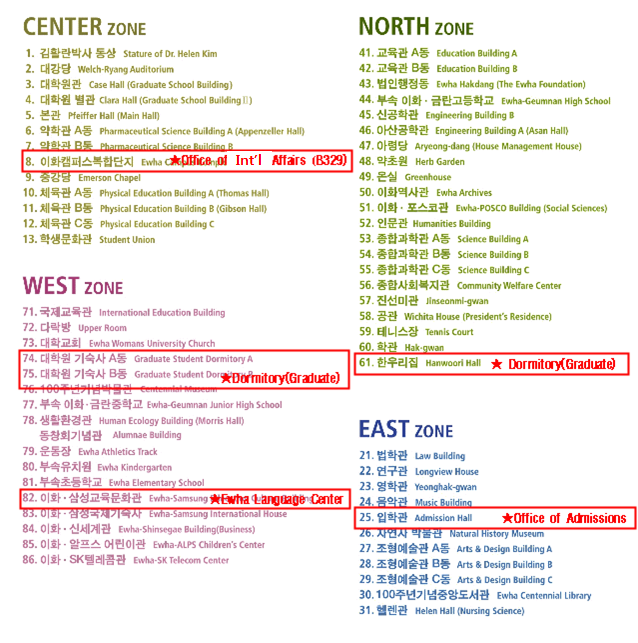 CENTER ZONE
1. 김활란박사 동상 Stature of Dr. Helen Kim
2. 대강당 Welch-Ryang Auditorium
3. 대학원관 Case Hall (Graduate School Building)
4. 대학원 별관 Clara Hall (Graduate School Building Ⅱ)
5. 본관 Pfeiffer Hall (Main Hall)
6. 약학관 A동 Pharmaceutical Science Building A (Appenzeller Hall)
7. 약학관 B동 Pharmaceutical Science Building B
8. 이화캠퍼스복합단지 Ewha ★Office of Int'l Affairs (B329)
9. 중강당 Emerson Chapel
10. 체육관 A동 Physical Education Building A (Thomas Hall)
11. 체육관 B동 Physical Education Building B (Gibson Hall)
12. 체육관 C동 Physical Education Building C
13. 학생문화관 Student Union
WEST ZONE
71. 국제교육관 International Education Building
72. 다락방 Upper Room
73. 대학교회 Ewha Womans University Church
74. 대학원 기숙사 A동 Graduate Student Dormitory A
75. 대학원 기숙사 B동 Graduate Student Dormitory
★Dormitory(Graduate)
76. 100주년기념박물관 Centennial Museum
77. 부속 이화·금란중학교 Ewha-Geumnan Junior High School
78. 생활환경관 Human Ecology Building (Morris Hall)
동창회기념관 Alumnae Building
79. 운동장 Ewha Athletics Track
80. 부속유치원 Ewha Kindergarten
81. 부속초등학교 Ewha Elementary School
82. 이화·삼성교육문화관 Ewha-Samsung ★Ewha Language Center
83. 이화·삼성국제기숙사 Ewha-Samsung International House
84. 이화·신세계관 Ewha-Shinsegae Building(Business)
85. 이화·알프스 어린이관 Ewha-ALPS Children's Center
86. 이화·SK텔레콤관 Ewha-SK Telecom Center
NORTH ZONE
41. 교육관 A동 Education Building A
42. 교육관 B동 Education Building B
43. 법인행정동 Ewha Hakdang (The Ewha Foundation)
44. 부속 이화·금란고등학교 Ewha-Geumnan High School
45. 신공학관 Engineering Building B
46. 아산공학관 Engineering Building A (Asan Hall)
47. 아령당 Aryeong-dang (House Management House)
48. 약초원 Herb Garden
49. 온실 Greenhouse
50. 이화역사관 Ewha Archives
51. 이화·포스코관 Ewha-POSCO Building (Social Sciences)
52. 인문관 Humanities Building
53. 종합과학관 A동 Science Building A
54. 종합과학관 B동 Science Building B
55. 종합과학관 C동 Science Building C
56. 종합사회복지관 Community Welfare Center
57. 진선미관 Jinseonmi-gwan
58. 공관 Wichita House (President's Residence)
59. 테니스장 Tennis Court
60. 학관 Hak-gwan
61. 한우리집 Hanwoori Hall ★ Dormitory(Graduate)
EAST ZONE
21. 법학관 Law Building
22. 연구관 Longview House
23. 영학관 Yeonghak-gwan
24. 음악관 Music Building
25. 입학관 Admission Hall ★Office of Admissions
26. 자연사 박물관 Natural History Museum
27. 조형예술관 A동 Arts & Design Building A
28. 조형예술관 B동 Arts & Design Building B
29. 조형예술관 C동 Arts & Design Building C
30. 100주년기념중앙도서관 Ewha Centennial Library
31. 헬렌관 Helen Hall (Nursing Science)